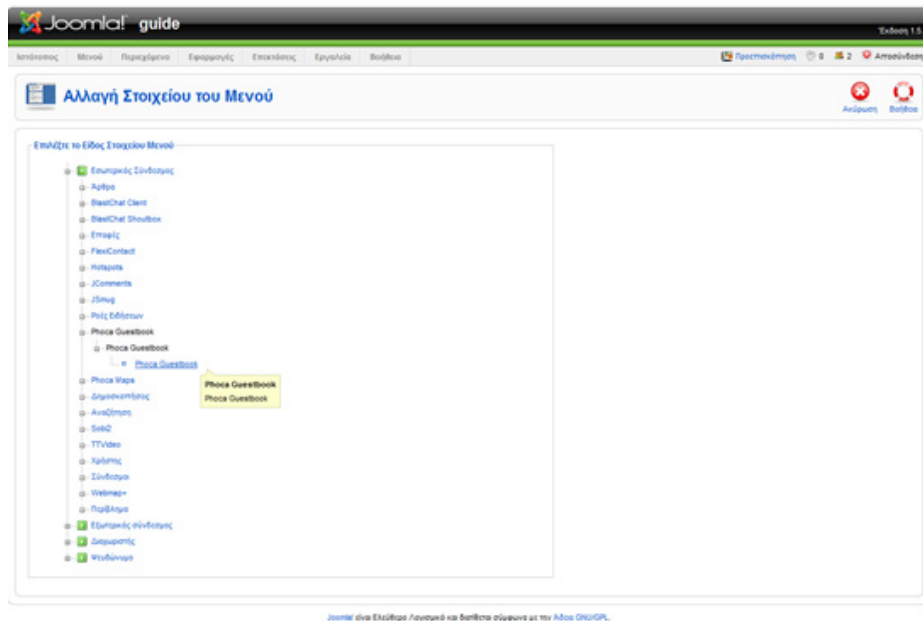 Joomla! guide
Έκδοση 1.5.
Ιστότοπος Μενού Περιεχόμενο Εφαρμογές Επεκτάσεις Εργαλεία Βοήθεια Προεπισκόπηση 0 2 Αποσύνδεση
Αλλαγή Στοιχείου του Μενού
Ακύρωση Βοήθεια
Επιλέξτε το Είδος Στοιχείου Μενού
Εσωτερικός Σύνδεσμος
Άρθρα
BlastChat Client
BlastChat Shoutbox
Επαφές
FlexiContact
Hotspots
JComments
JSmug
Ροές Ειδήσεων
Phoca Guestbook
Phoca Guestbook
Phoca Guestbook
Phoca Maps
Phoca Guestbook
Phoca Guestbook
Δημοσκοπήσεις
Αναζήτηση
Sobi2
TTVideo
Χρήστης
Σύνδεσμοι
Webmap+
Περίβλημα
Εξωτερικός σύνδεσμος
Διαχωριστής
Ψευδώνυμο
Joomla! είναι Ελεύθερο Λογισμικό και διατίθεται σύμφωνα με την Άδεια GNU/GPL.